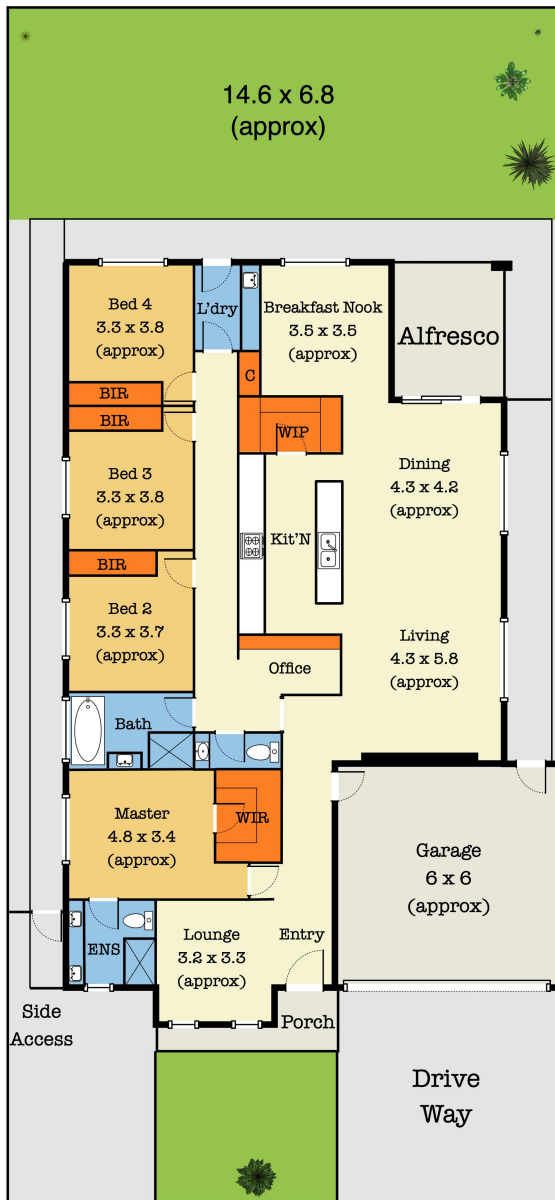 14.6 x 6.8
(approx)
Bed 4
3.3 x 3.8
(approx)
L'dry
Breakfast Nook
3.5 x 3.5
(approx)
Alfresco
BIR
C
BIR
WIP
Bed 3
3.3 x 3.8
(approx)
Dining
4.3 x 4.2
(approx)
Kit'N
BIR
Bed 2
3.3 x 3.7
(approx)
Living
4.3 x 5.8
(approx)
Office
Bath
Master
4.8 x 3.4
(approx)
WIR
Garage
6 x 6
(approx)
ENS
Lounge
3.2 x 3.3
(approx)
Entry
Side
Access
Porch
Drive
Way